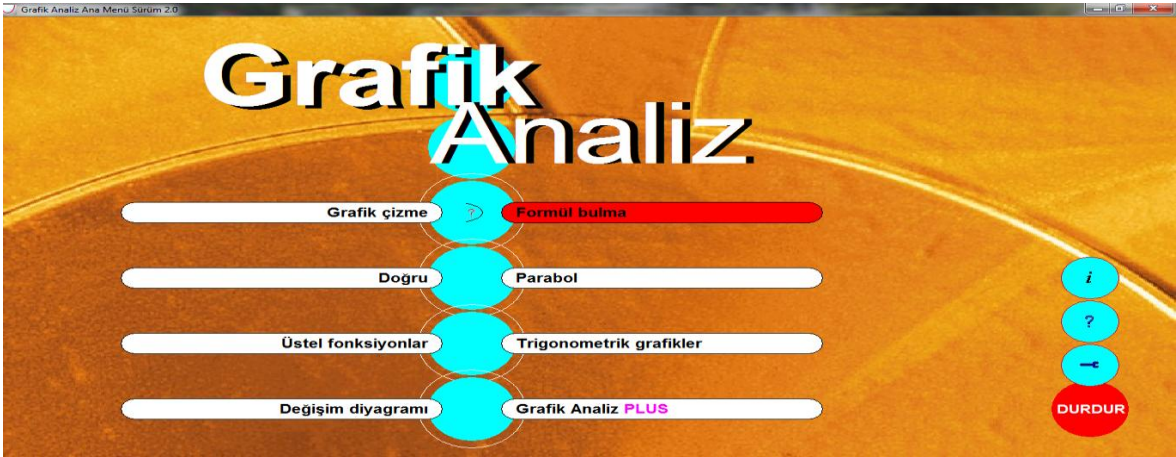 Grafik Analiz Ana Menü Sürüm 2.0
Grafik
Analiz
Grafik çizme
?
Formül bulma
Doğru
Parabol
i
?
Üstel fonksiyonlar
Trigonometrik grafikler
Değişim diyagramı
Grafik Analiz PLUS
DURDUR